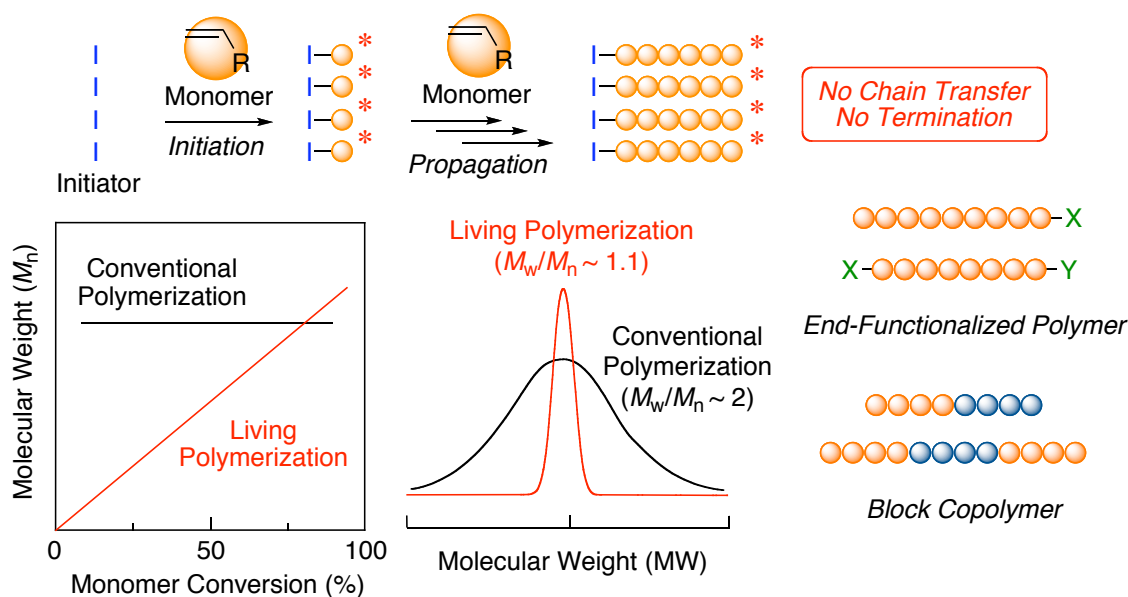 I
I
I
I
Initiator
R
Monomer
Initiation
I *
I *
I *
I *
R
Monomer
Propagation
I *
I *
I *
I *
No Chain Transfer
No Termination
Molecular Weight (Mn)
Conventional
Polymerization
Living
Polymerization
0
50
100
Monomer Conversion (%)
Living Polymerization
(Mw/Mn ~ 1.1)
Conventional
Polymerization
(Mw/Mn ~ 2)
Molecular Weight (MW)
X
X Y
End-Functionalized Polymer
Block Copolymer